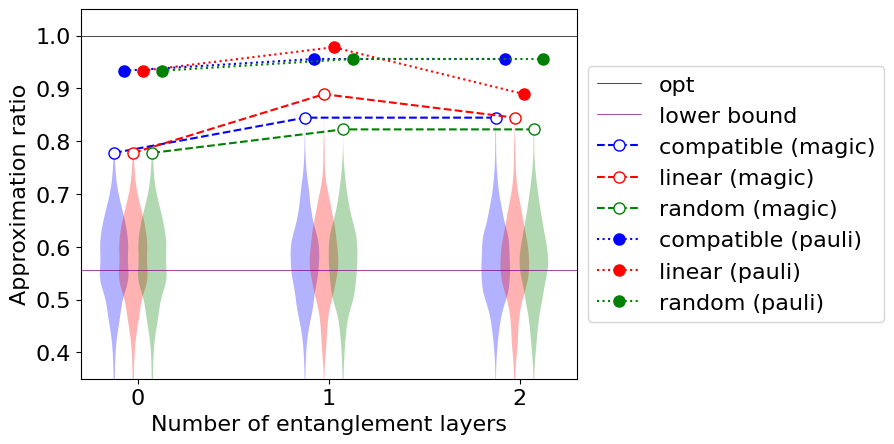 1.0
0.9
0.8
0.7
0.6
0.5
0.4
Approximation ratio
0 1 2
Number of entanglement layers
opt
lower bound
compatible (magic)
linear (magic)
random (magic)
compatible (pauli)
linear (pauli)
random (pauli)